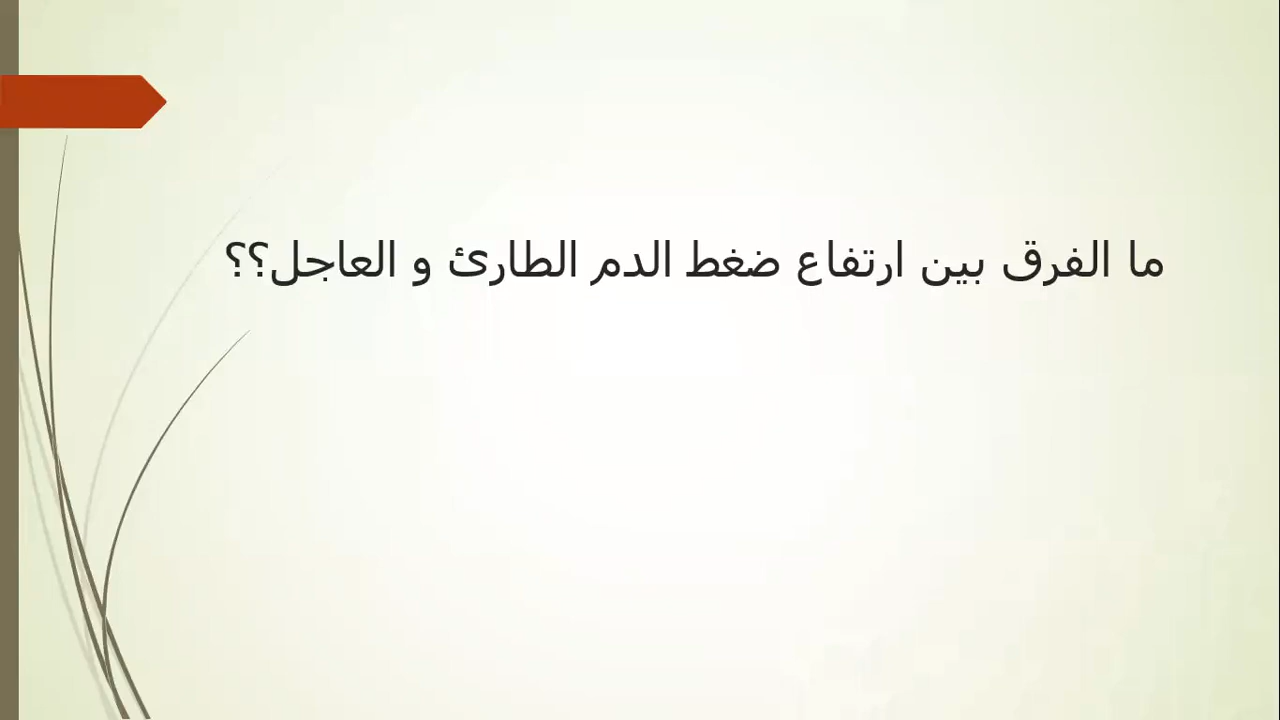 ما الفرق بين ارتفاع ضغط الدم الطارئ و العاجل؟؟